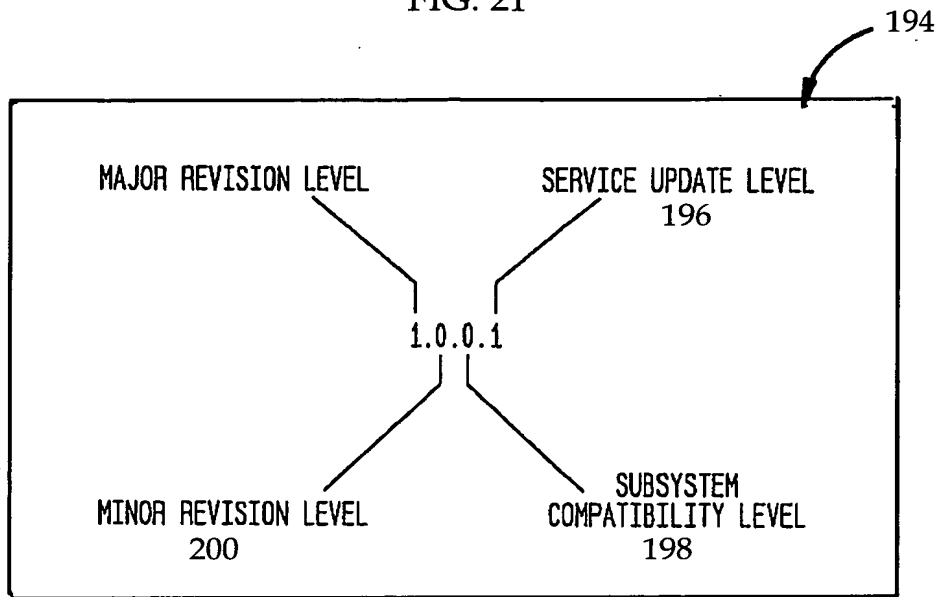 FIG. 21
194
MAJOR REVISION LEVEL
SERVICE UPDATE LEVEL
196
1.0.0.1
MINOR REVISION LEVEL
200
SUBSYSTEM
COMPATIBILITY LEVEL
198